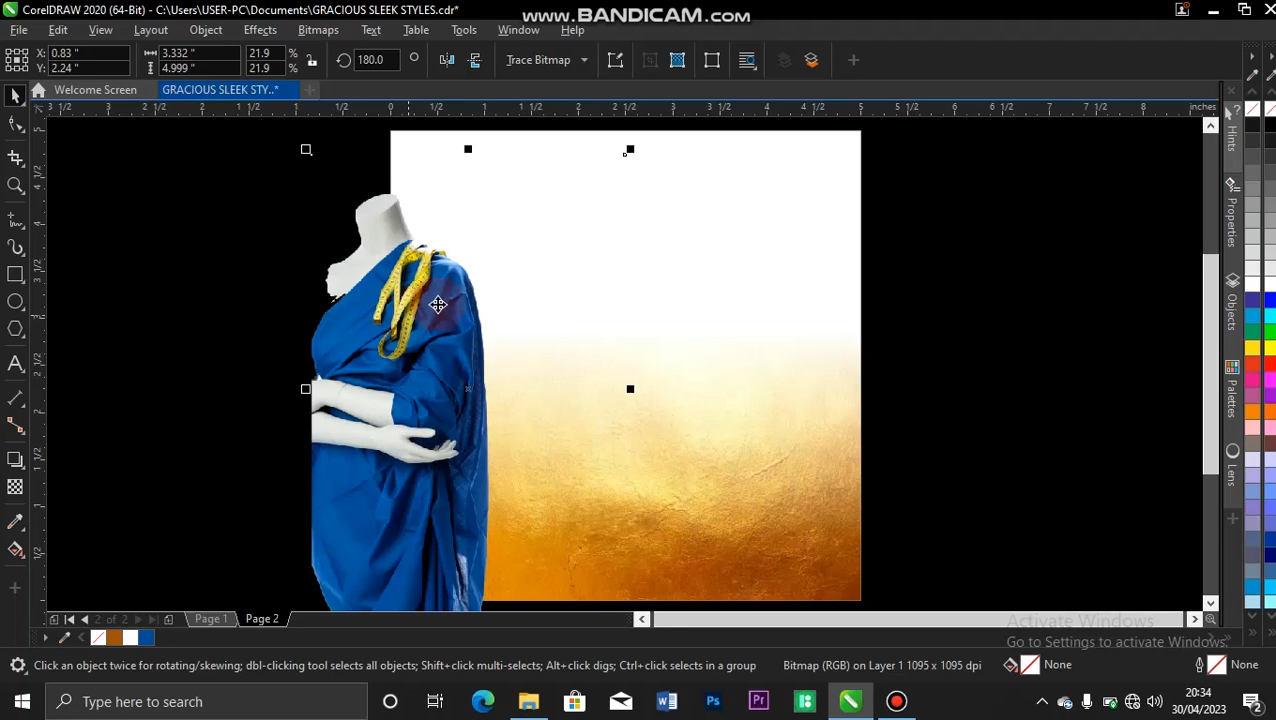 CorelDRAW 2020 (64-Bit) - C:\Users\USER-PC\Documents\GRACIOUS SLEEK STYLES.cdr*
www.BANDICAM.com
File Edit View Layout Object Effects Bitmaps Text Table Tools Window Help
X: 0.83 " 3.332 " 21.9 %
Y: 2.24 " 4.999 " 21.9 %
180.0 Trace Bitmap
Welcome Screen GRACIOUS SLEEK STY..*
inches
Hints
Properties
Objects
Palettes
Lens
2 of 2 Page 1 Page 2
Activate Windows
Go to Settings to activate Windows.
Click an object twice for rotating/skewing; dbl-clicking tool selects all objects; Shift+click multi-selects; Alt+click digs; Ctrl+click selects in a group Bitmap (RGB) on Layer 1 1095 x 1095 dpi None None
Type here to search
20:34
30/04/2023